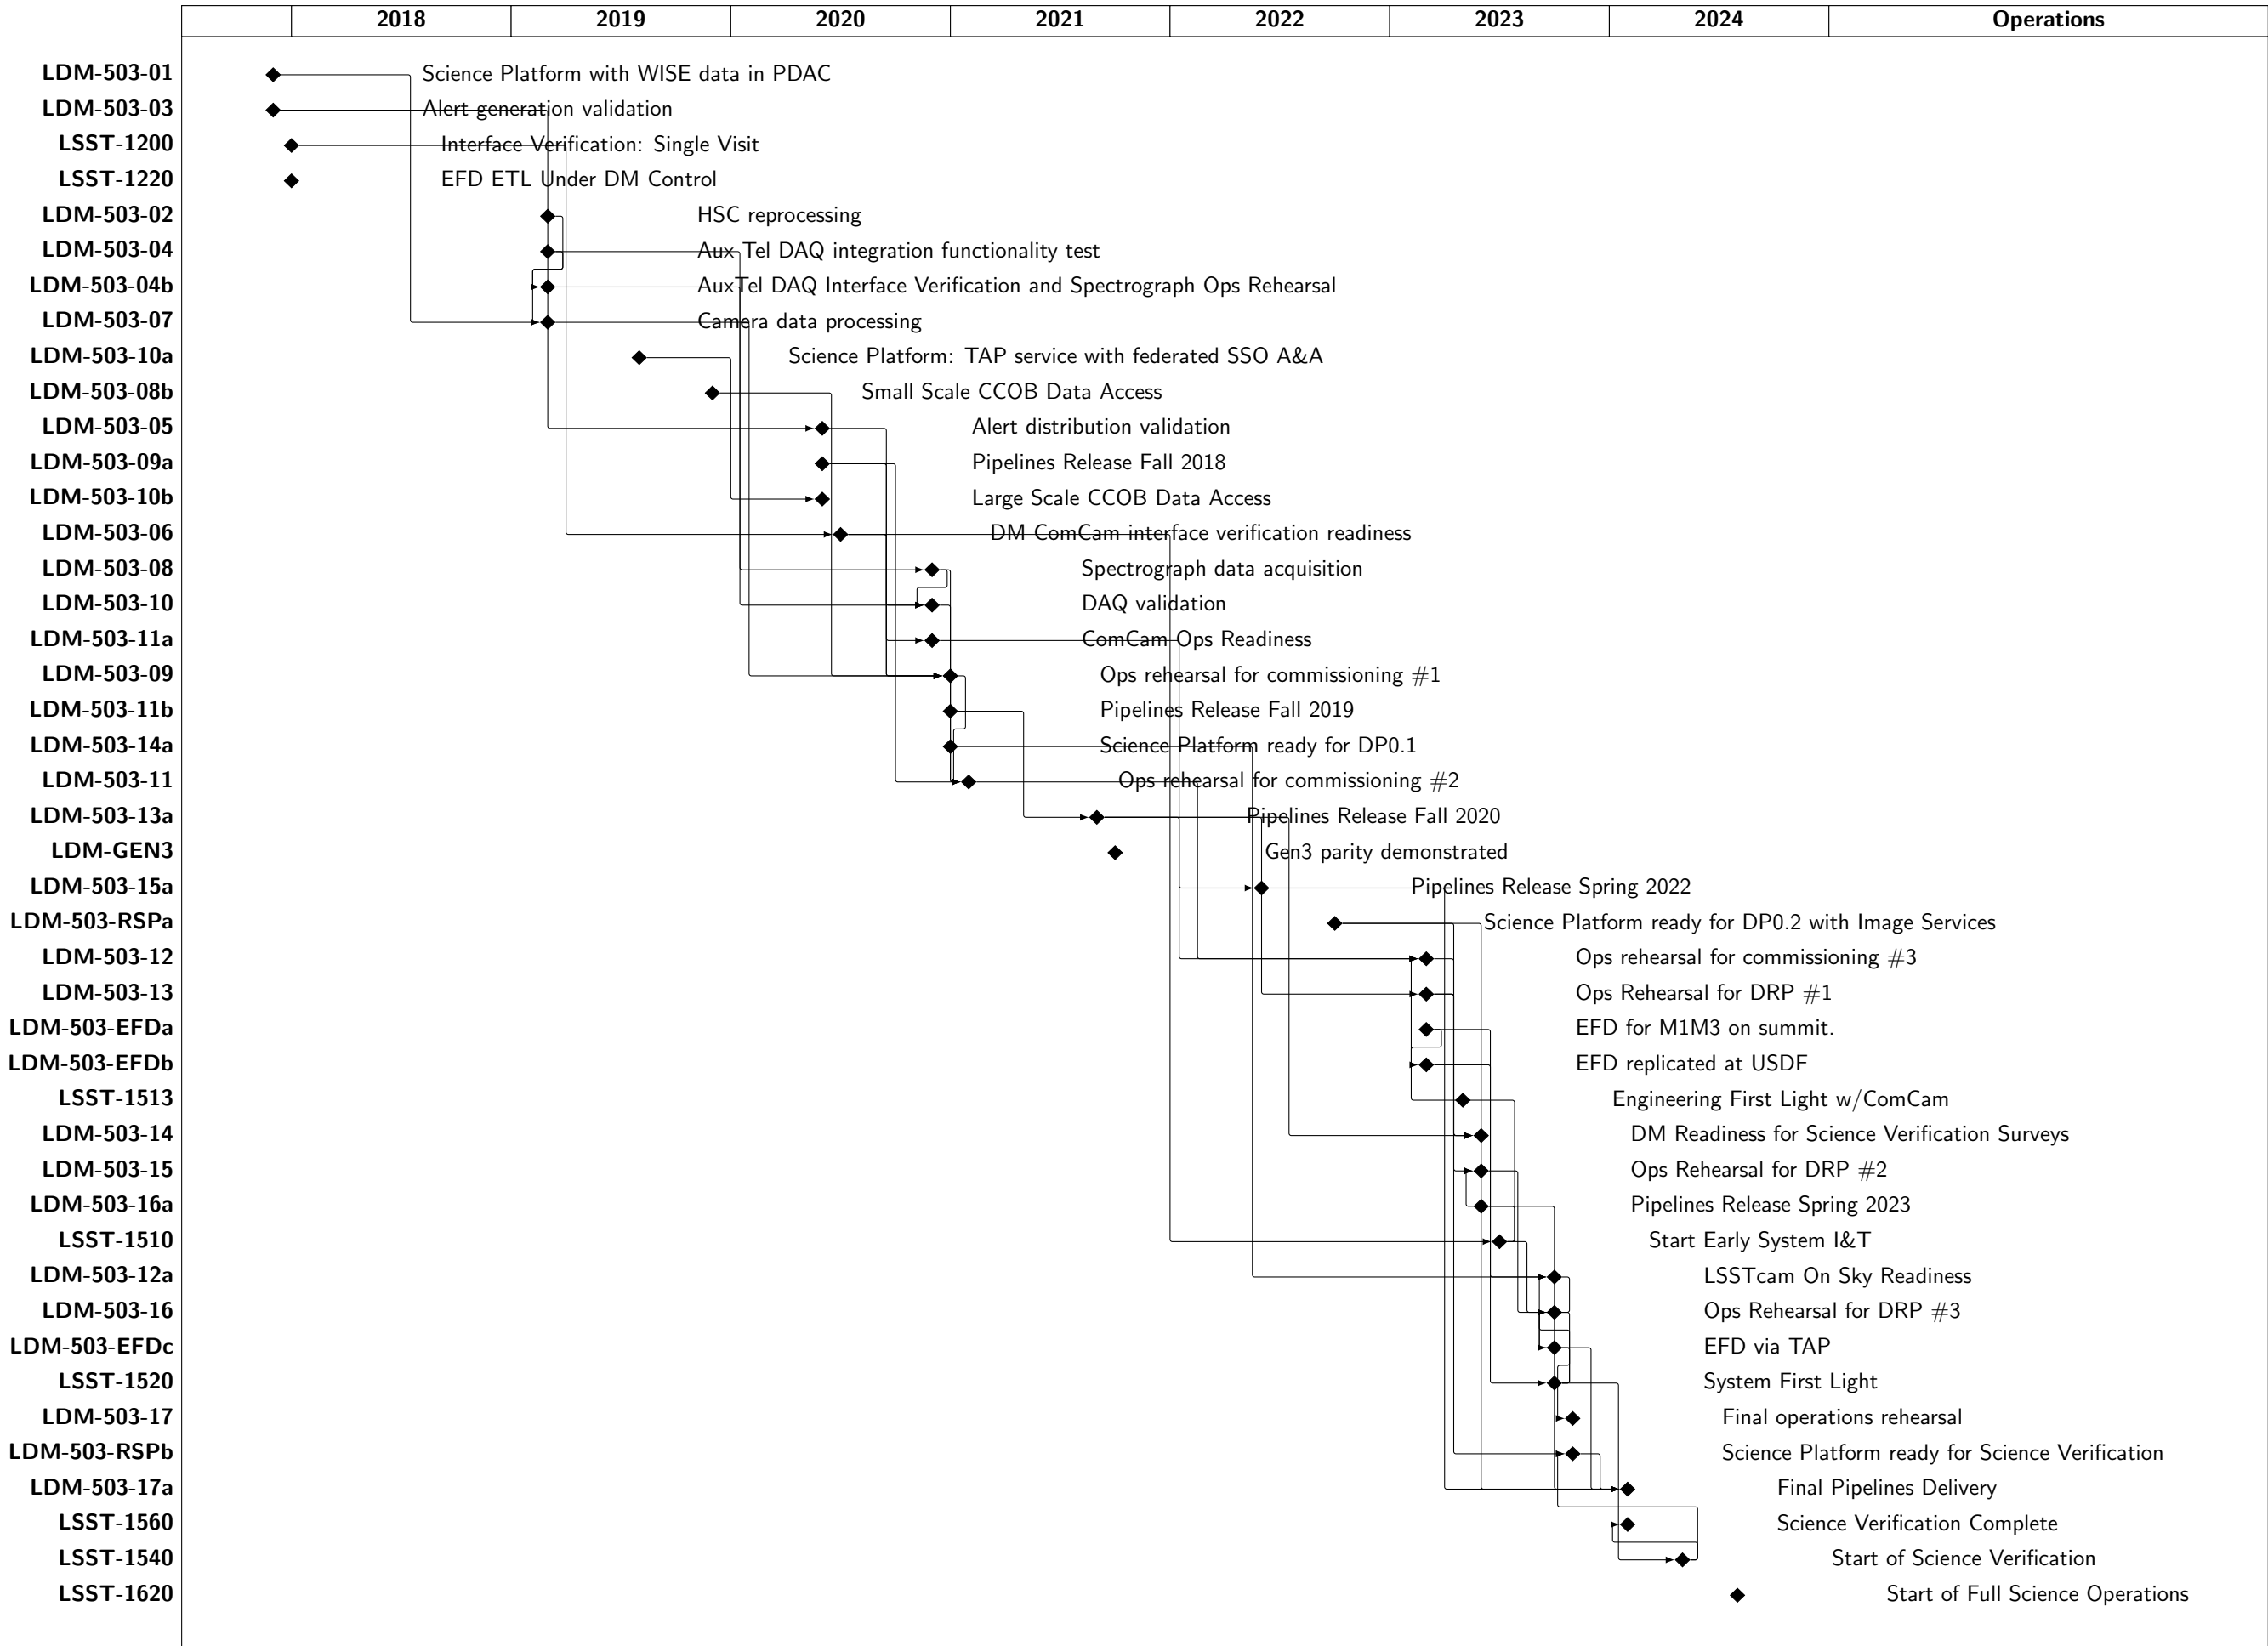 2018 2019 2020 2021 2022 2023 2024 Operations
LDM-503-01 Science Platform with WISE data in PDAC
LDM-503-03 Alert generation validation
LSST-1200 Interface Verification: Single Visit
LSST-1220 EFD ETL Under DM Control
LDM-503-02 HSC reprocessing
LDM-503-04 Aux Tel DAQ integration functionality test
LDM-503-04b AuxTel DAQ Interface Verification and Spectrograph Ops Rehearsal
LDM-503-07 Camera data processing
LDM-503-10a Science Platform: TAP service with federated SSO A&A
LDM-503-08b Small Scale CCOB Data Access
LDM-503-05 Alert distribution validation
LDM-503-09a Pipelines Release Fall 2018
LDM-503-10b Large Scale CCOB Data Access
LDM-503-06 DM ComCam interface verification readiness
LDM-503-08 Spectrograph data acquisition
LDM-503-10 DAQ validation
LDM-503-11a ComCam Ops Readiness
LDM-503-09 Ops rehearsal for commissioning #1
LDM-503-11b Pipelines Release Fall 2019
LDM-503-14a Science Platform ready for DP0.1
LDM-503-11 Ops rehearsal for commissioning #2
LDM-503-13a Pipelines Release Fall 2020
LDM-GEN3 Gen3 parity demonstrated
LDM-503-15a Pipelines Release Spring 2022
LDM-503-RSPa Science Platform ready for DP0.2 with Image Services
LDM-503-12 Ops rehearsal for commissioning #3
LDM-503-13 Ops Rehearsal for DRP #1
LDM-503-EFDa EFD for M1M3 on summit.
LDM-503-EFDb EFD replicated at USDF
LSST-1513 Engineering First Light w/ComCam
LDM-503-14 DM Readiness for Science Verification Surveys
LDM-503-15 Ops Rehearsal for DRP #2
LDM-503-16a Pipelines Release Spring 2023
LSST-1510 Start Early System I&T
LDM-503-12a LSSTcam On Sky Readiness
LDM-503-16 Ops Rehearsal for DRP #3
LDM-503-EFDc EFD via TAP
LSST-1520 System First Light
LDM-503-17 Final operations rehearsal
LDM-503-RSPb Science Platform ready for Science Verification
LDM-503-17a Final Pipelines Delivery
LSST-1560 Science Verification Complete
LSST-1540 Start of Science Verification
LSST-1620 Start of Full Science Operations